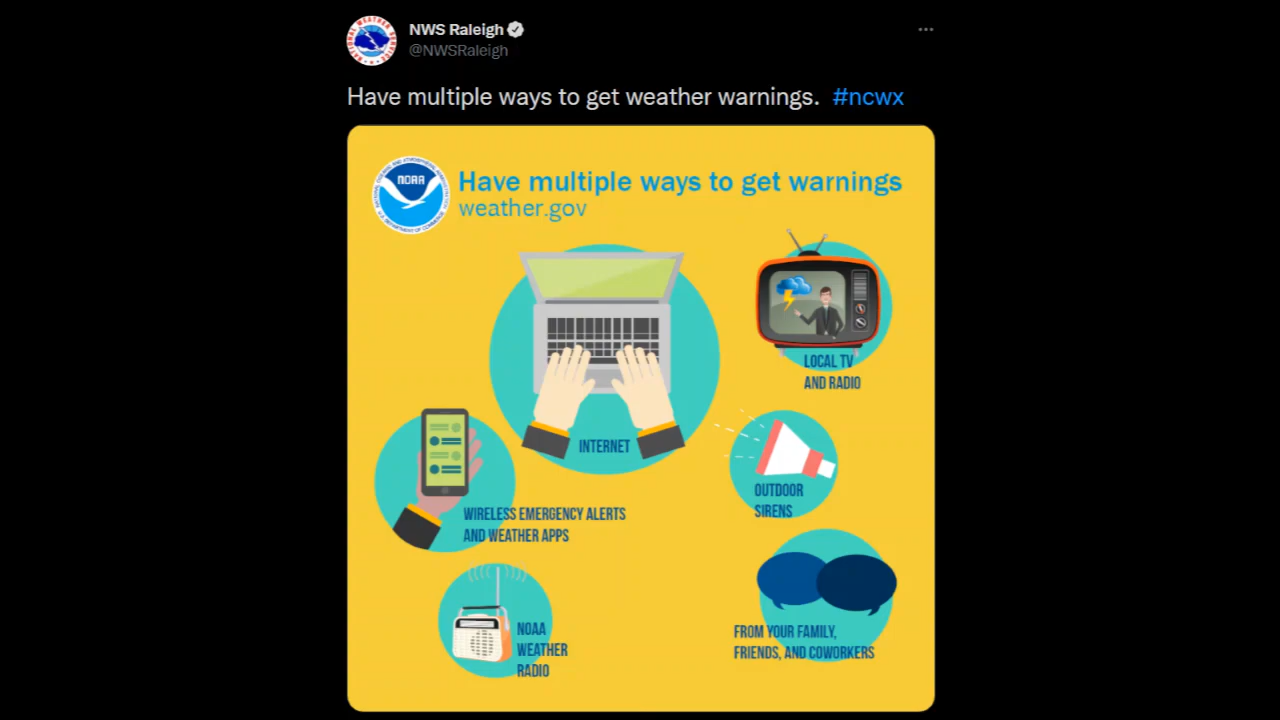 NWS Raleigh
@NWSRaleigh
Have multiple ways to get weather warnings. #ncwx
NOAA
Have multiple ways to get warnings
weather.gov
LOCAL TV
AND RADIO
INTERNET
OUTDOOR
SIRENS
WIRELESS EMERGENCY ALERTS
AND WEATHER APPS
NOAA
WEATHER
RADIO
FROM YOUR FAMILY,
FRIENDS, AND COWORKERS